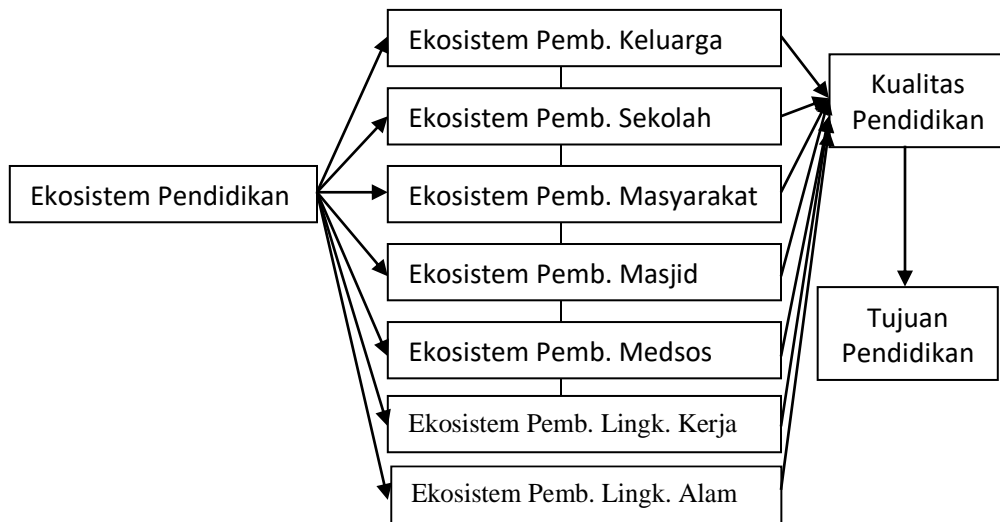 Ekosistem Pendidikan
Ekosistem Pemb. Keluarga
Ekosistem Pemb. Sekolah
Ekosistem Pemb. Masyarakat
Ekosistem Pemb. Masjid
Ekosistem Pemb. Medsos
Ekosistem Pemb. Lingk. Kerja
Ekosistem Pemb. Lingk. Alam
Kualitas
Pendidikan
Tujuan
Pendidikan